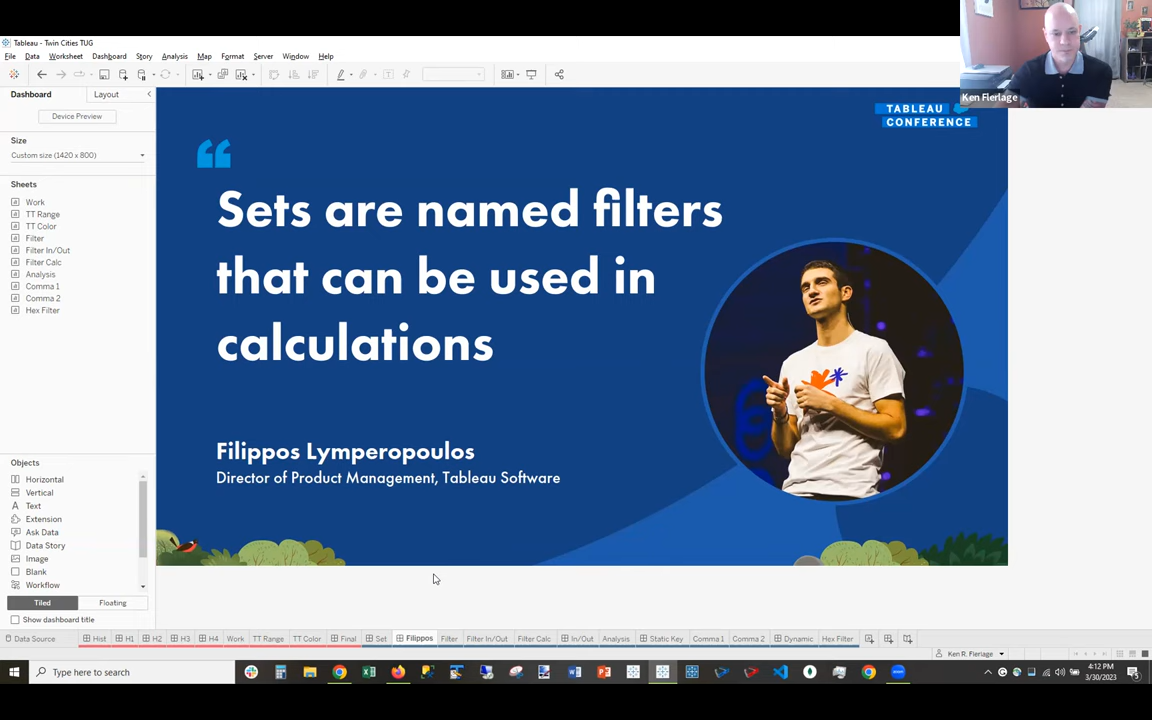 Tableau - Twin Cities TUG
File Data Worksheet Dashboard Story Analysis Map Format Server Window Help
Ken Flerlage
Dashboard Layout
Device Preview
Size
Custom size (1420 x 800)
Sheets
Work
TT Range
TT Color
Filter
Filter In/Out
Filter Calc
Analysis
Comma 1
Comma 2
Hex Filter
TABLEAU
CONFERENCE
“
Sets are named filters
that can be used in
calculations
Filippos Lymperopoulos
Director of Product Management, Tableau Software
Objects
Horizontal
Vertical
Text
Extension
Ask Data
Data Story
Image
Blank
Workflow
Tiled Floating
Show dashboard title
Data Source Hist H1 H2 H3 H4 Work TT Range TT Color Final Set Filippos Filter Filter In/Out Filter Calc In/Out Analysis Static Key Comma 1 Comma 2 Dynamic Hex Filter
Ken R. Flerlage
Type here to search
4:12 PM
3/30/2023